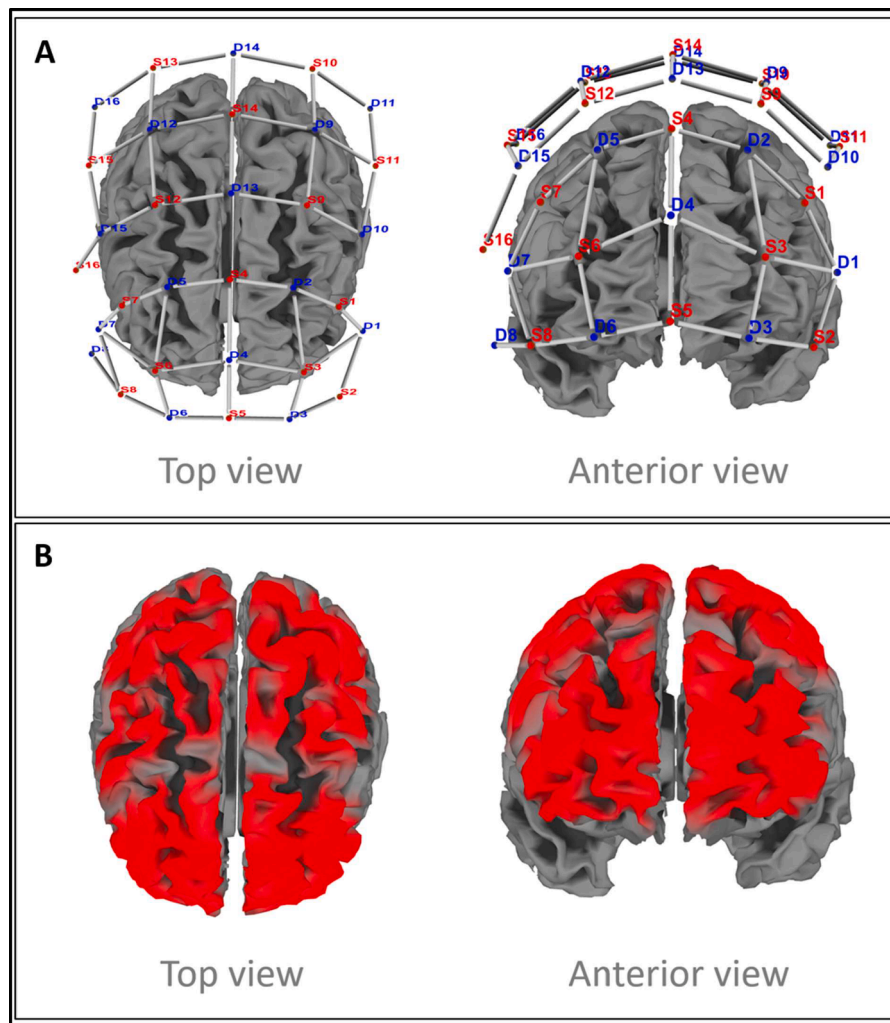 A
D14
S13
S10
D16
D11
S14
D12
D9
S15
S11
D13
S12
S9
D15
D10
S16
S4
D5
D2
S7
S1
D7
D1
D4
S6
S3
S8
S2
D6
S5
D3
Top view
S14
D14
D12
D9
D13
S12
S9
D16
S11
D15
D10
S4
D5
D2
S7
S1
D4
S16
S6
S3
D7
D1
S5
D8
S8
D6
D3
S2
Anterior view
B
Top view
Anterior view